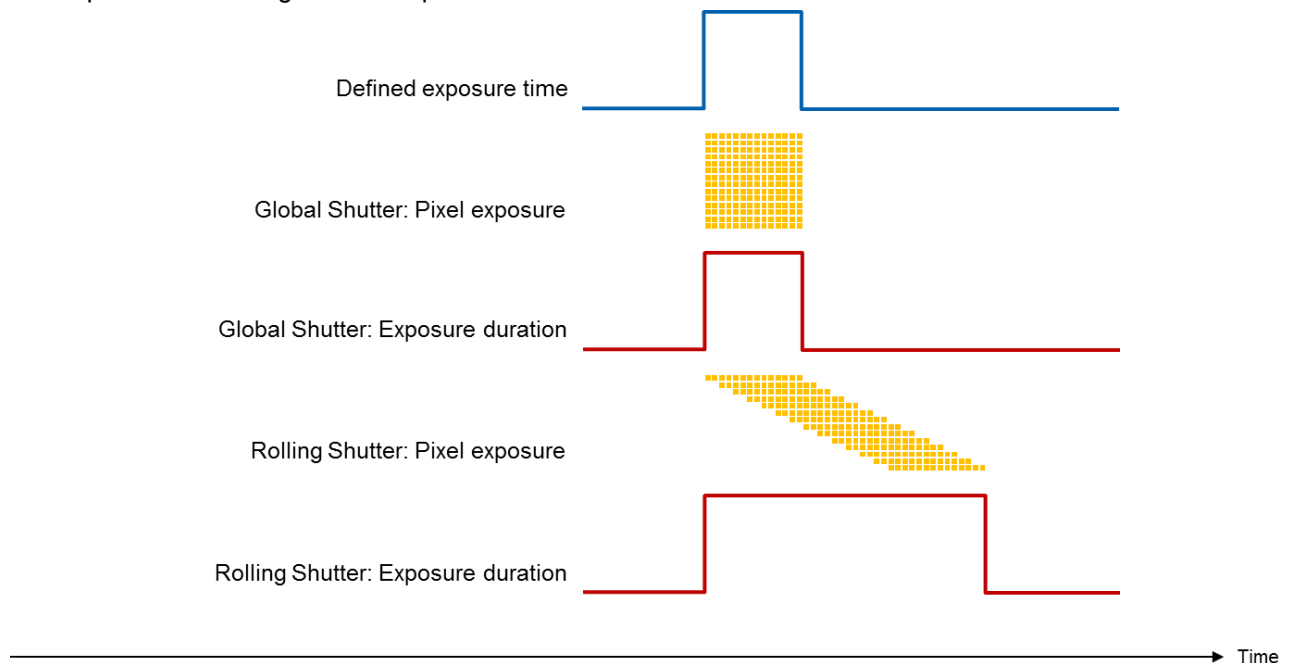 Defined exposure time
Global Shutter: Pixel exposure
Global Shutter: Exposure duration
Rolling Shutter: Pixel exposure
Rolling Shutter: Exposure duration
Time